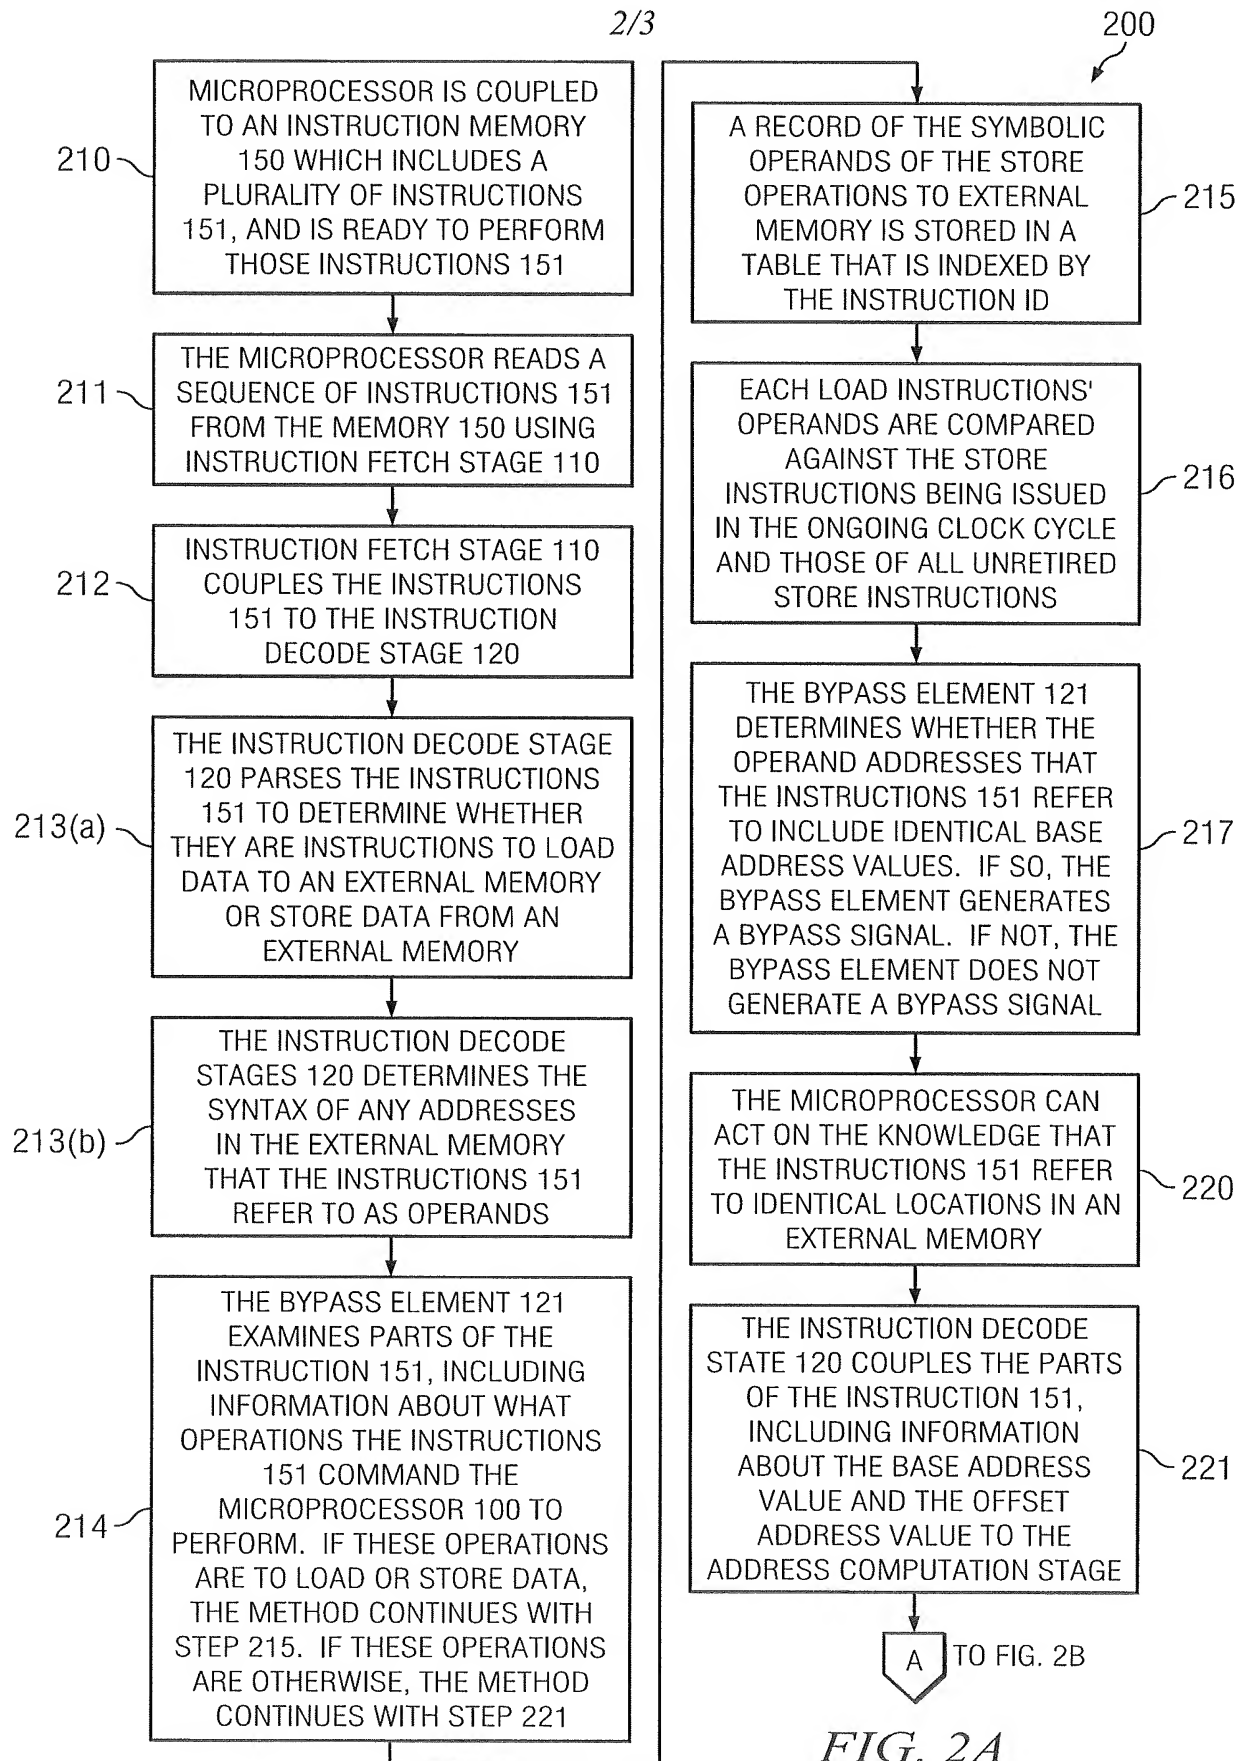 2/3
200
MICROPROCESSOR IS COUPLED
TO AN INSTRUCTION MEMORY
150 WHICH INCLUDES A
PLURALITY OF INSTRUCTIONS
151, AND IS READY TO PERFORM
THOSE INSTRUCTIONS 151
210
THE MICROPROCESSOR READS A
SEQUENCE OF INSTRUCTIONS 151
FROM THE MEMORY 150 USING
INSTRUCTION FETCH STAGE 110
211
INSTRUCTION FETCH STAGE 110
COUPLES THE INSTRUCTIONS
151 TO THE INSTRUCTION
DECODE STAGE 120
212
THE INSTRUCTION DECODE STAGE
120 PARSES THE INSTRUCTIONS
151 TO DETERMINE WHETHER
THEY ARE INSTRUCTIONS TO LOAD
DATA TO AN EXTERNAL MEMORY
OR STORE DATA FROM AN
EXTERNAL MEMORY
213(a)
THE INSTRUCTION DECODE
STAGES 120 DETERMINES THE
SYNTAX OF ANY ADDRESSES
IN THE EXTERNAL MEMORY
THAT THE INSTRUCTIONS 151
REFER TO AS OPERANDS
213(b)
THE BYPASS ELEMENT 121
EXAMINES PARTS OF THE
INSTRUCTION 151, INCLUDING
INFORMATION ABOUT WHAT
OPERATIONS THE INSTRUCTIONS
151 COMMAND THE
MICROPROCESSOR 100 TO
PERFORM. IF THESE OPERATIONS
ARE TO LOAD OR STORE DATA,
THE METHOD CONTINUES WITH
STEP 215. IF THESE OPERATIONS
ARE OTHERWISE, THE METHOD
CONTINUES WITH STEP 221
214
A RECORD OF THE SYMBOLIC
OPERANDS OF THE STORE
OPERATIONS TO EXTERNAL
MEMORY IS STORED IN A
TABLE THAT IS INDEXED BY
THE INSTRUCTION ID
215
EACH LOAD INSTRUCTIONS'
OPERANDS ARE COMPARED
AGAINST THE STORE
INSTRUCTIONS BEING ISSUED
IN THE ONGOING CLOCK CYCLE
AND THOSE OF ALL UNRETIRED
STORE INSTRUCTIONS
216
THE BYPASS ELEMENT 121
DETERMINES WHETHER THE
OPERAND ADDRESSES THAT
THE INSTRUCTIONS 151 REFER
TO INCLUDE IDENTICAL BASE
ADDRESS VALUES. IF SO, THE
BYPASS ELEMENT GENERATES
A BYPASS SIGNAL. IF NOT, THE
BYPASS ELEMENT DOES NOT
GENERATE A BYPASS SIGNAL
217
THE MICROPROCESSOR CAN
ACT ON THE KNOWLEDGE THAT
THE INSTRUCTIONS 151 REFER
TO IDENTICAL LOCATIONS IN AN
EXTERNAL MEMORY
220
THE INSTRUCTION DECODE
STATE 120 COUPLES THE PARTS
OF THE INSTRUCTION 151,
INCLUDING INFORMATION
ABOUT THE BASE ADDRESS
VALUE AND THE OFFSET
ADDRESS VALUE TO THE
ADDRESS COMPUTATION STAGE
221
A TO FIG. 2B
FIG. 2A